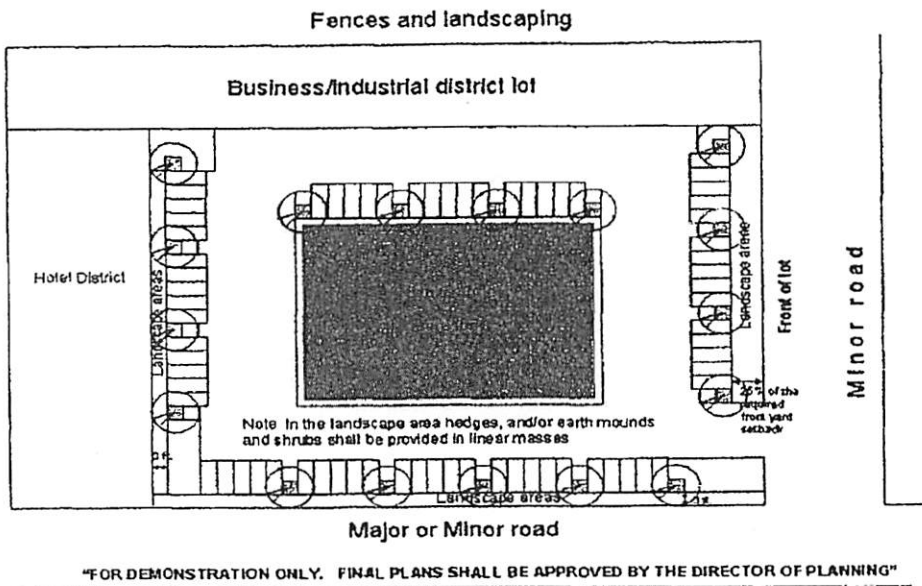 Fences and landscaping
Business/Industrial district lot
Hotel District
Landscape areas
Landscape areas
Front of lot
Minor road
of the
required
front yard
setback
Note In the landscape area hedges, and/or earth mounds
and shrubs shall be provided in linear masses
Landscape areas
Major or Minor road
"FOR DEMONSTRATION ONLY. FINAL PLANS SHALL BE APPROVED BY THE DIRECTOR OF PLANNING"